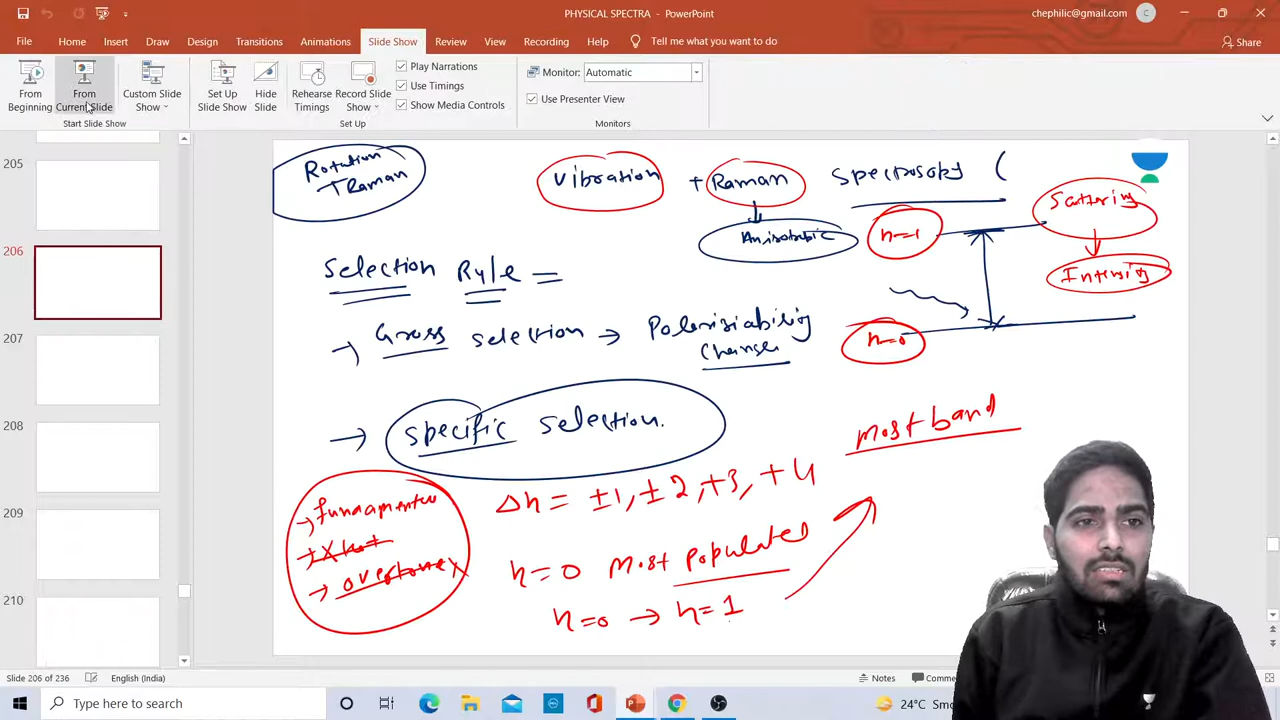 PHYSICAL SPECTRA - PowerPoint
chephilic@gmail.com
C
File Home Insert Draw Design Transitions Animations Slide Show Review View Recording Help Tell me what you want to do
Share
From Beginning
From Current Slide
Custom Slide Show
Set Up Slide Show
Hide Slide
Rehearse Timings
Record Slide Show
Play Narrations
Use Timings
Show Media Controls
Monitor: Automatic
Use Presenter View
Start Slide Show
Set Up
Monitors
205
206
207
208
209
210
Rotation
Raman
Vibration + Raman
(
Scattering
n=1
Selection Rule =
→ Gross selection →
Changes
n=0
→ specific selection.
most band
Δn = ±1, ±2, +3, +4
→ hot
→ overtone X
n=0 most populated
n=0 → n=1
Slide 206 of 236
English (India)
Notes
Type here to search
24°C